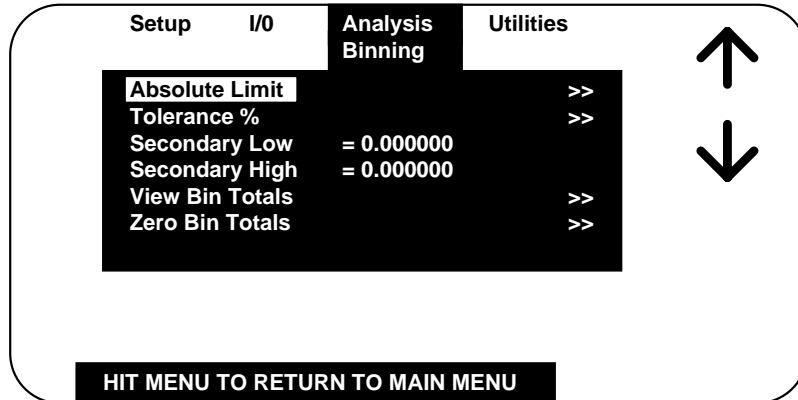 Setup I/0 Analysis Utilities
Binning
Absolute Limit >>
Tolerance % >>
Secondary Low = 0.000000
Secondary High = 0.000000
View Bin Totals >>
Zero Bin Totals >>
HIT MENU TO RETURN TO MAIN MENU